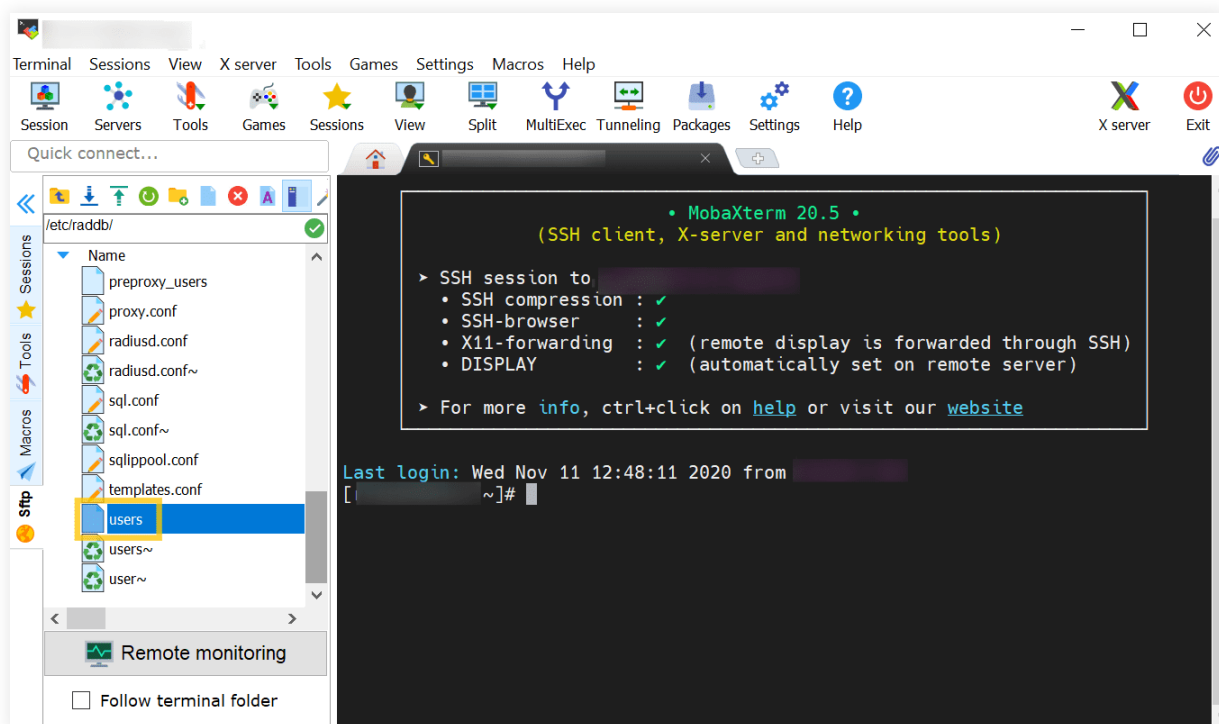 Terminal Sessions View X server Tools Games Settings Macros Help
Session Servers Tools Games Sessions View Split MultiExec Tunneling Packages Settings Help X server Exit
Quick connect...
/etc/raddb/
Name
preproxy_users
proxy.conf
radiusd.conf
radiusd.conf~
sql.conf
sql.conf~
sqlippool.conf
templates.conf
users
users~
user~
Remote monitoring
Follow terminal folder
Sessions
Tools
Macros
Sftp
• MobaXterm 20.5 •
(SSH client, X-server and networking tools)
➤ SSH session to
• SSH compression : ✔
• SSH-browser : ✔
• X11-forwarding : ✔ (remote display is forwarded through SSH)
• DISPLAY : ✔ (automatically set on remote server)
➤ For more info, ctrl+click on help or visit our website
Last login: Wed Nov 11 12:48:11 2020 from
[ ~]#